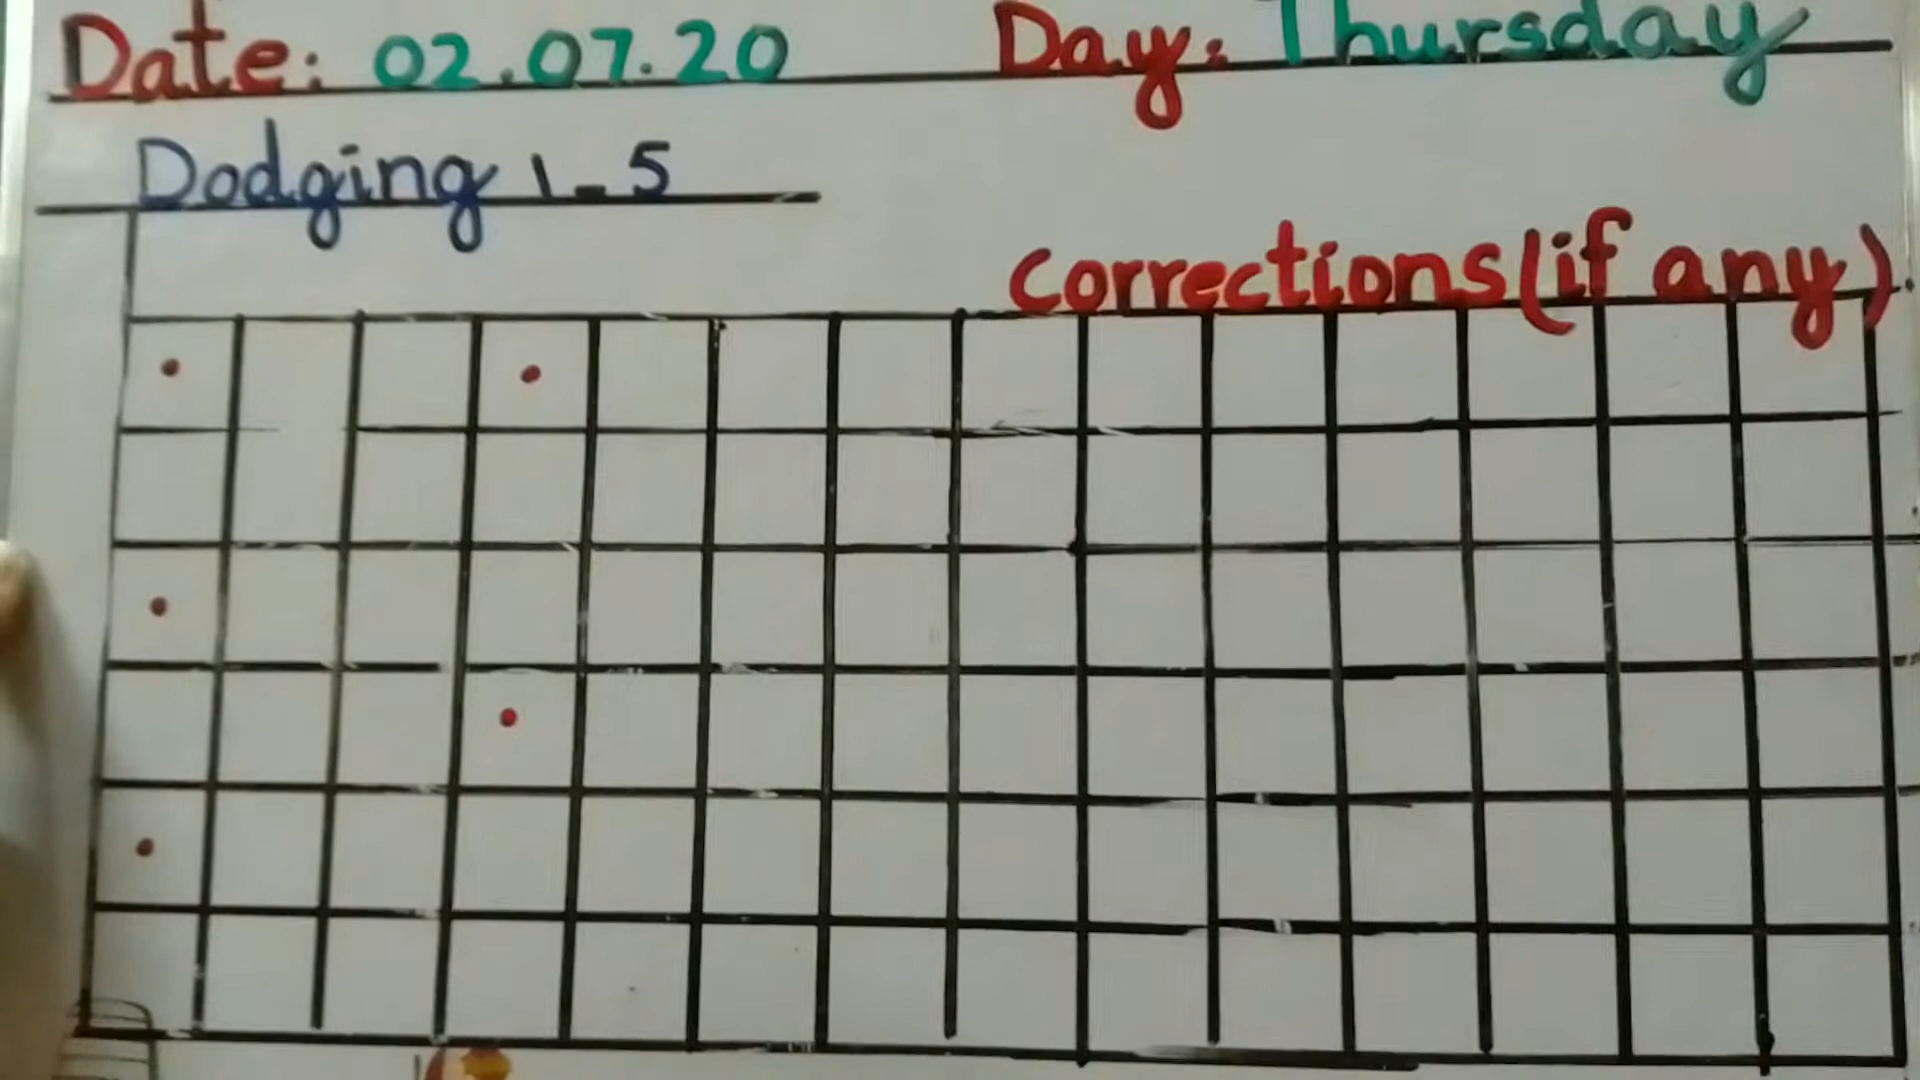 Date: 02.07.20 Day: Thursday
Dodging 1-5
Corrections(if any).